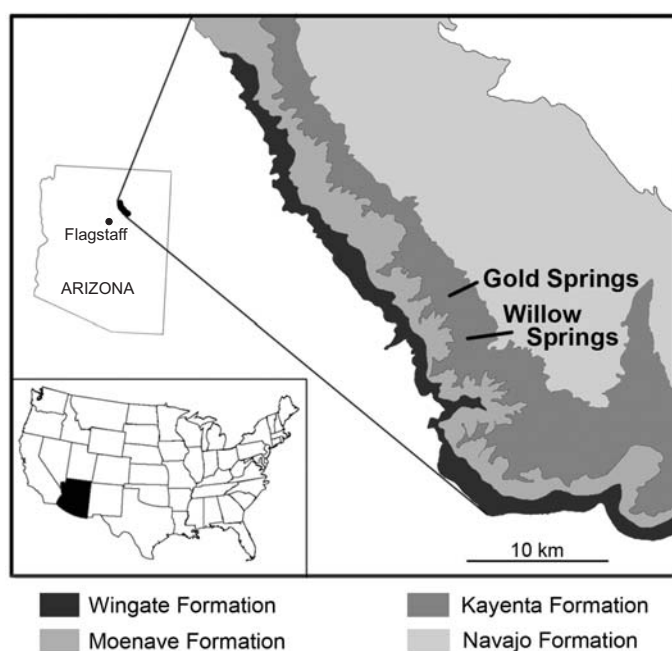 Flagstaff
ARIZONA
Gold Springs
Willow
Springs
10 km
Wingate Formation
Kayenta Formation
Moenave Formation
Navajo Formation